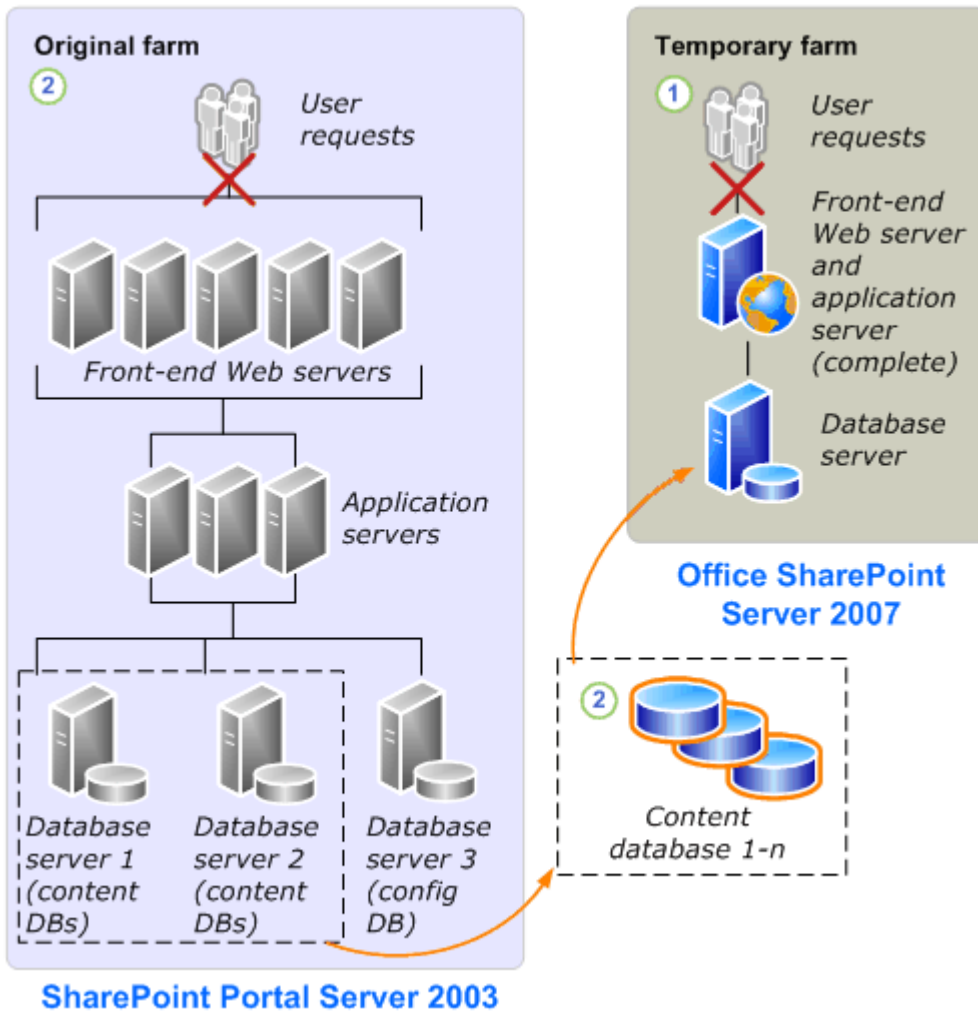 Original farm
2
User
requests
Front-end Web servers
Application
servers
Database
server 1
(content
DBs)
Database
server 2
(content
DBs)
Database
server 3
(config
DB)
SharePoint Portal Server 2003
Temporary farm
1
User
requests
Front-end
Web server
and
application
server
(complete)
Database
server
Office SharePoint
Server 2007
2
Content
database 1-n